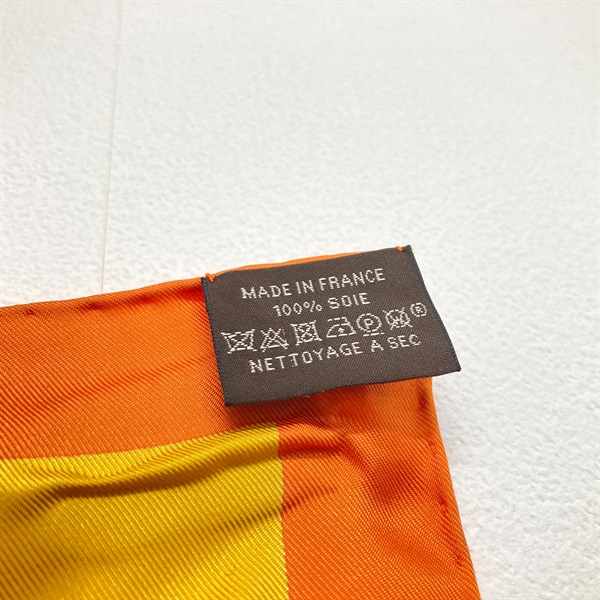 MADE IN FRANCE
100% SOIE
P W ®
NETTOYAGE A SEC